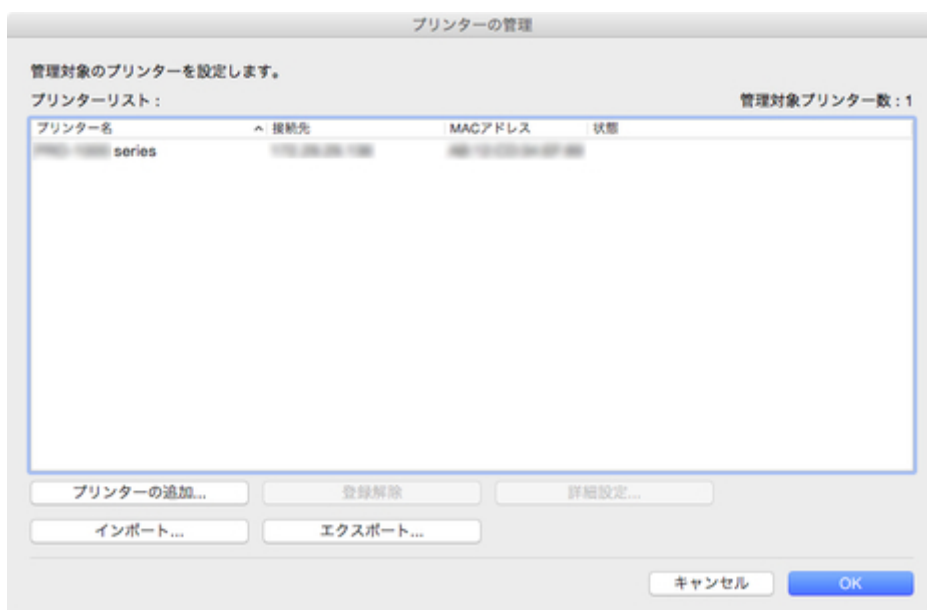 プリンターの管理
管理対象のプリンターを設定します。
プリンターリスト： 管理対象プリンター数：1
プリンター名 接続先 MACアドレス 状態
series
プリンターの追加... 登録解除 詳細設定...
インポート... エクスポート...
キャンセル OK